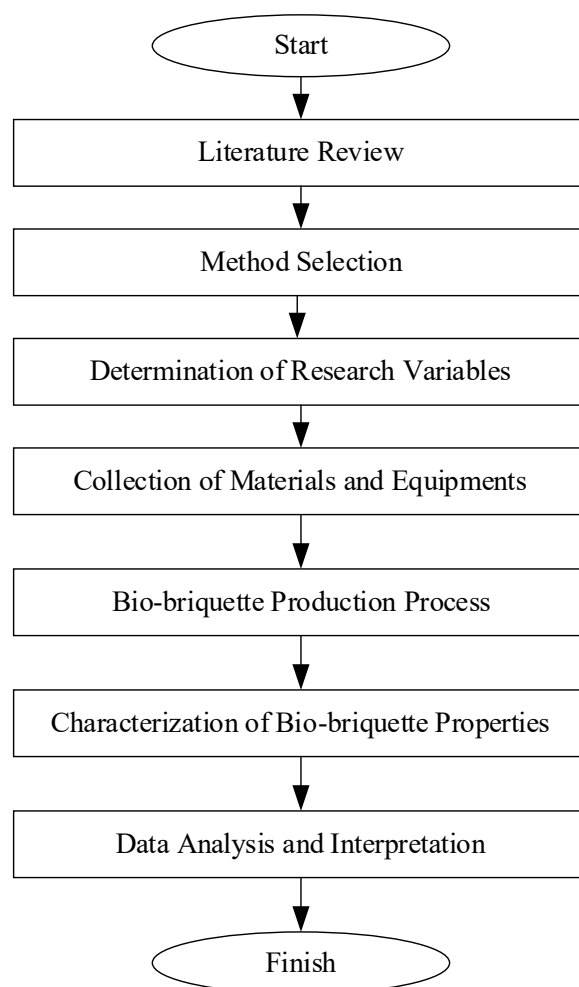 Start
Literature Review
Method Selection
Determination of Research Variables
Collection of Materials and Equipments
Bio-briquette Production Process
Characterization of Bio-briquette Properties
Data Analysis and Interpretation
Finish